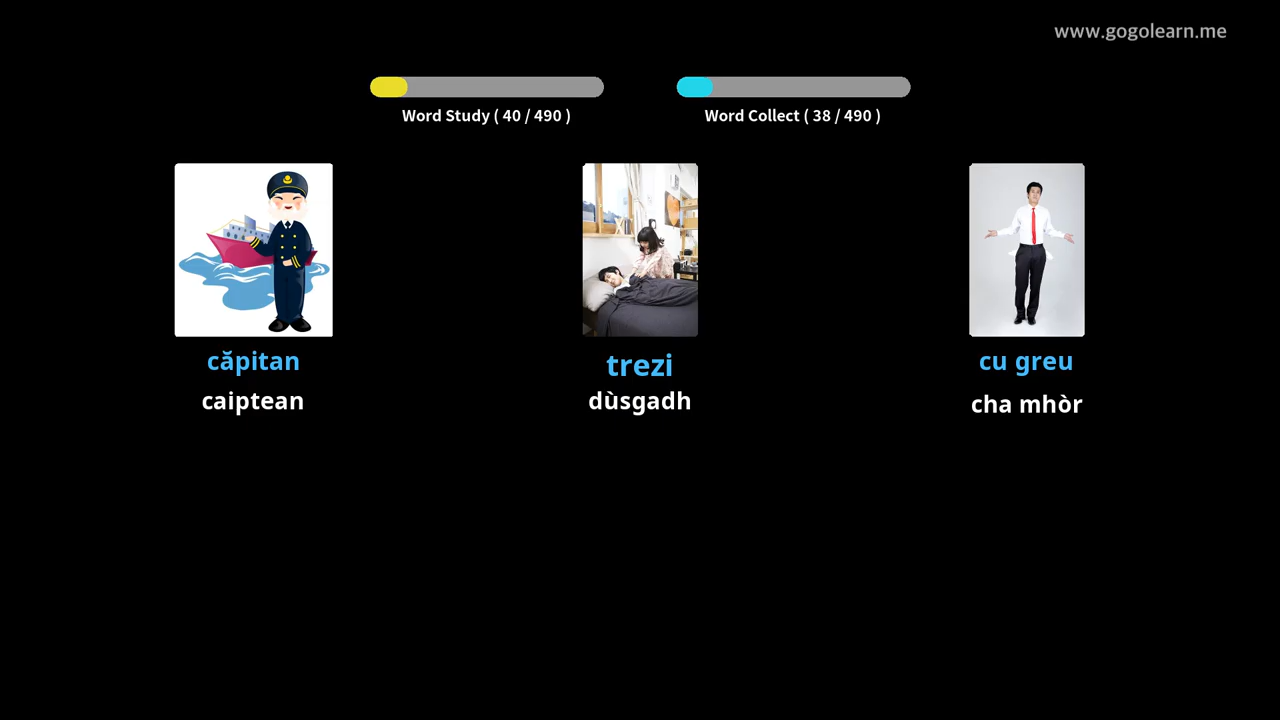 www.gogolearn.me
Word Study ( 40 / 490 )
Word Collect ( 38 / 490 )
căpitan
trezi
cu greu
caiptean
dùsgadh
cha mhòr